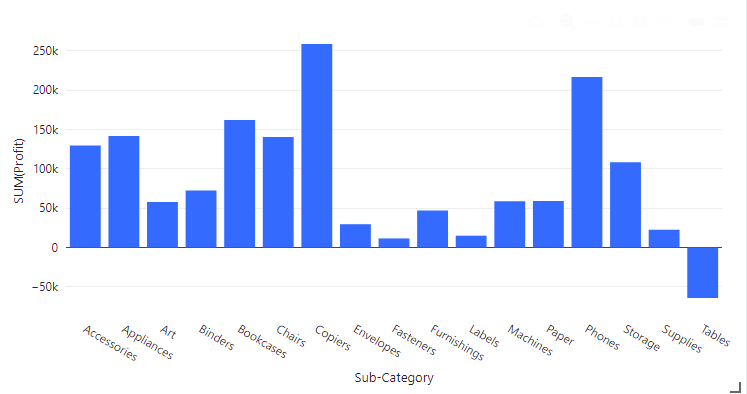 250k
200k
150k
100k
50k
0
−50k
SUM(Profit)
Accessories
Appliances
Art
Binders
Bookcases
Chairs
Copiers
Envelopes
Fasteners
Furnishings
Labels
Machines
Paper
Phones
Storage
Supplies
Tables
Sub-Category